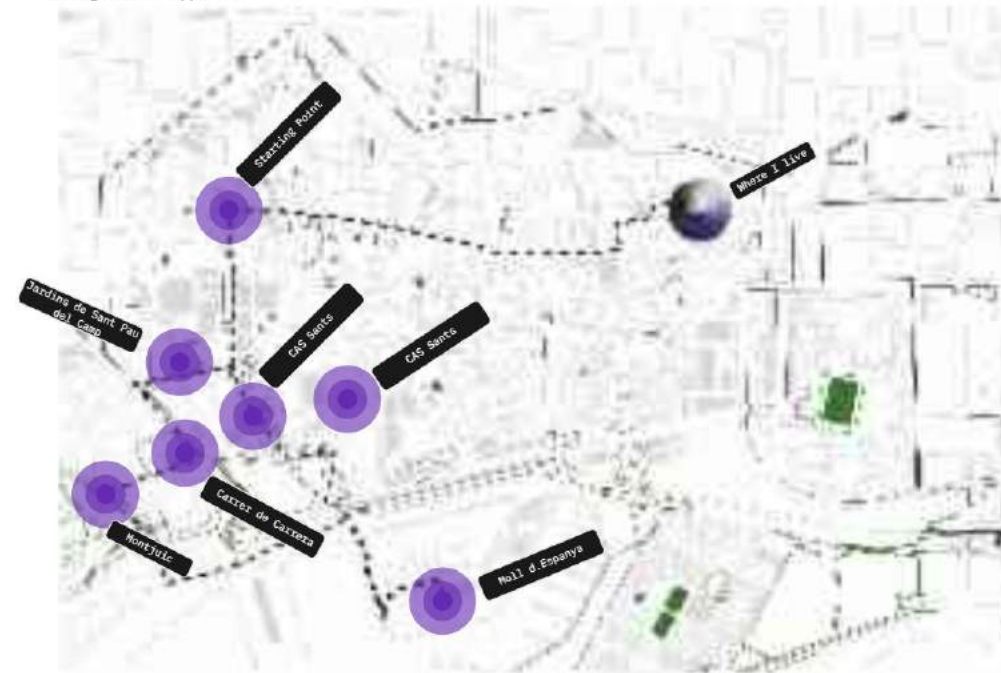 Starting Point
Where I live
Jardins de Sant Pau
del Camp
CAS Sants
CAS Sants
Carrer de Carrera
Montjuic
Moll d.Espanya